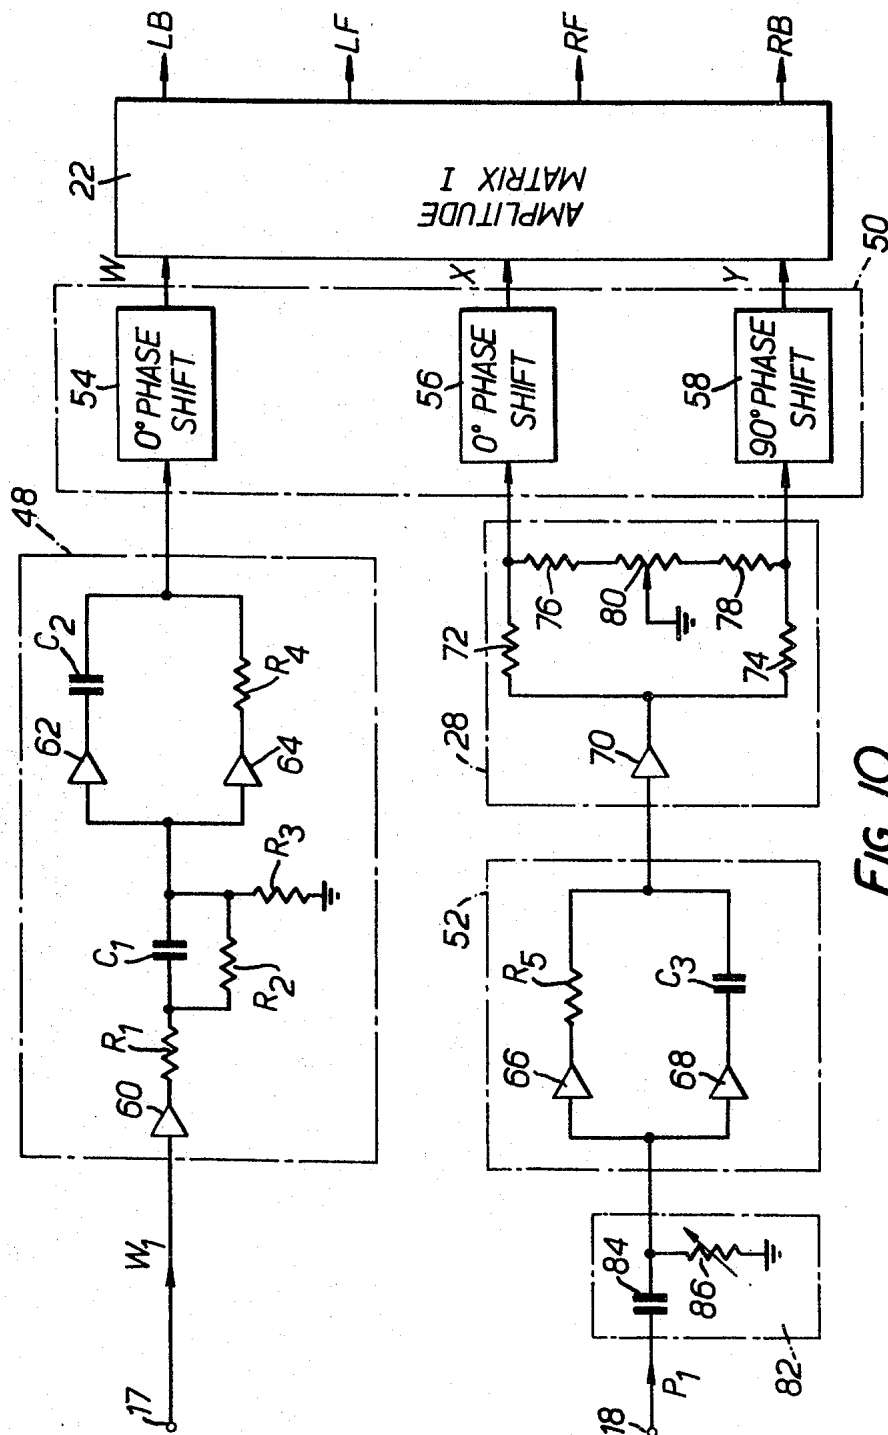 17
W1
48
60
R1
C1
R2
R3
62
64
C2
R4
54
0° PHASE
SHIFT
W
22
AMPLITUDE
MATRIX I
LB
LF
RF
RB
18
P1
82
84
86
52
66
68
R5
C3
28
70
72
74
76
80
78
56
0° PHASE
SHIFT
X
58
90° PHASE
SHIFT
Y
50
FIG. 10